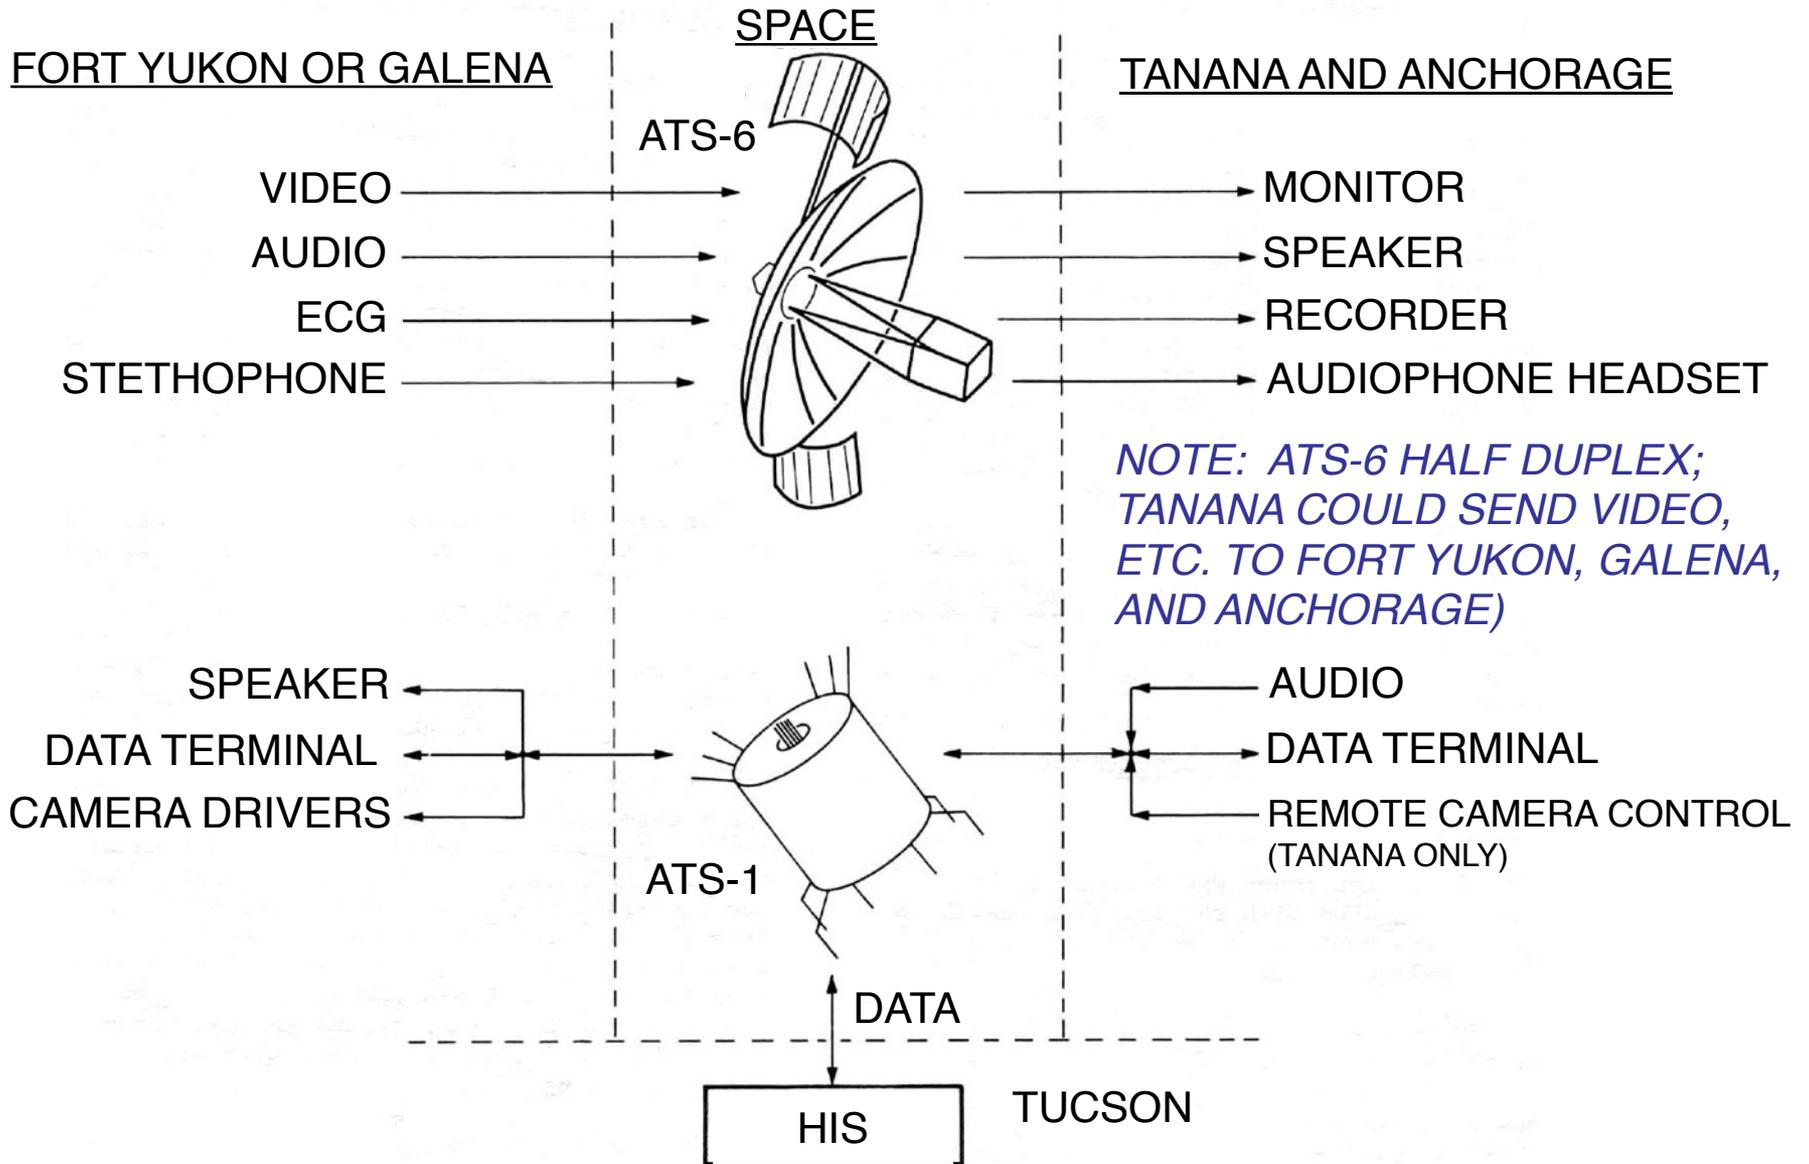 SPACE
FORT YUKON OR GALENA
TANANA AND ANCHORAGE
ATS-6
VIDEO
MONITOR
AUDIO
SPEAKER
ECG
RECORDER
STETHOPHONE
AUDIOPHONE HEADSET
NOTE: ATS-6 HALF DUPLEX;
TANANA COULD SEND VIDEO,
ETC. TO FORT YUKON, GALENA,
AND ANCHORAGE)
SPEAKER
AUDIO
DATA TERMINAL
DATA TERMINAL
CAMERA DRIVERS
REMOTE CAMERA CONTROL
(TANANA ONLY)
ATS-1
DATA
TUCSON
HIS